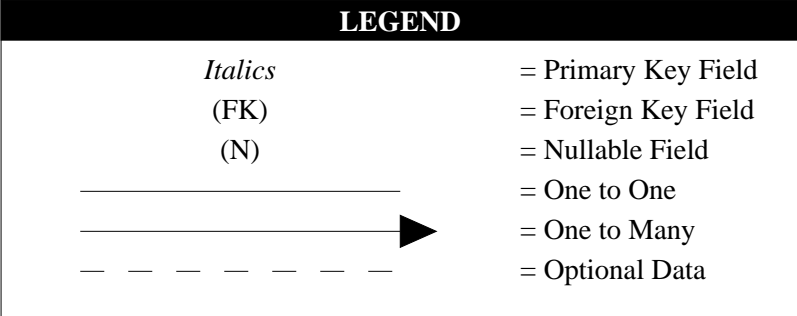 LEGEND
Italics = Primary Key Field
(FK) = Foreign Key Field
(N) = Nullable Field
= One to One
= One to Many
= Optional Data